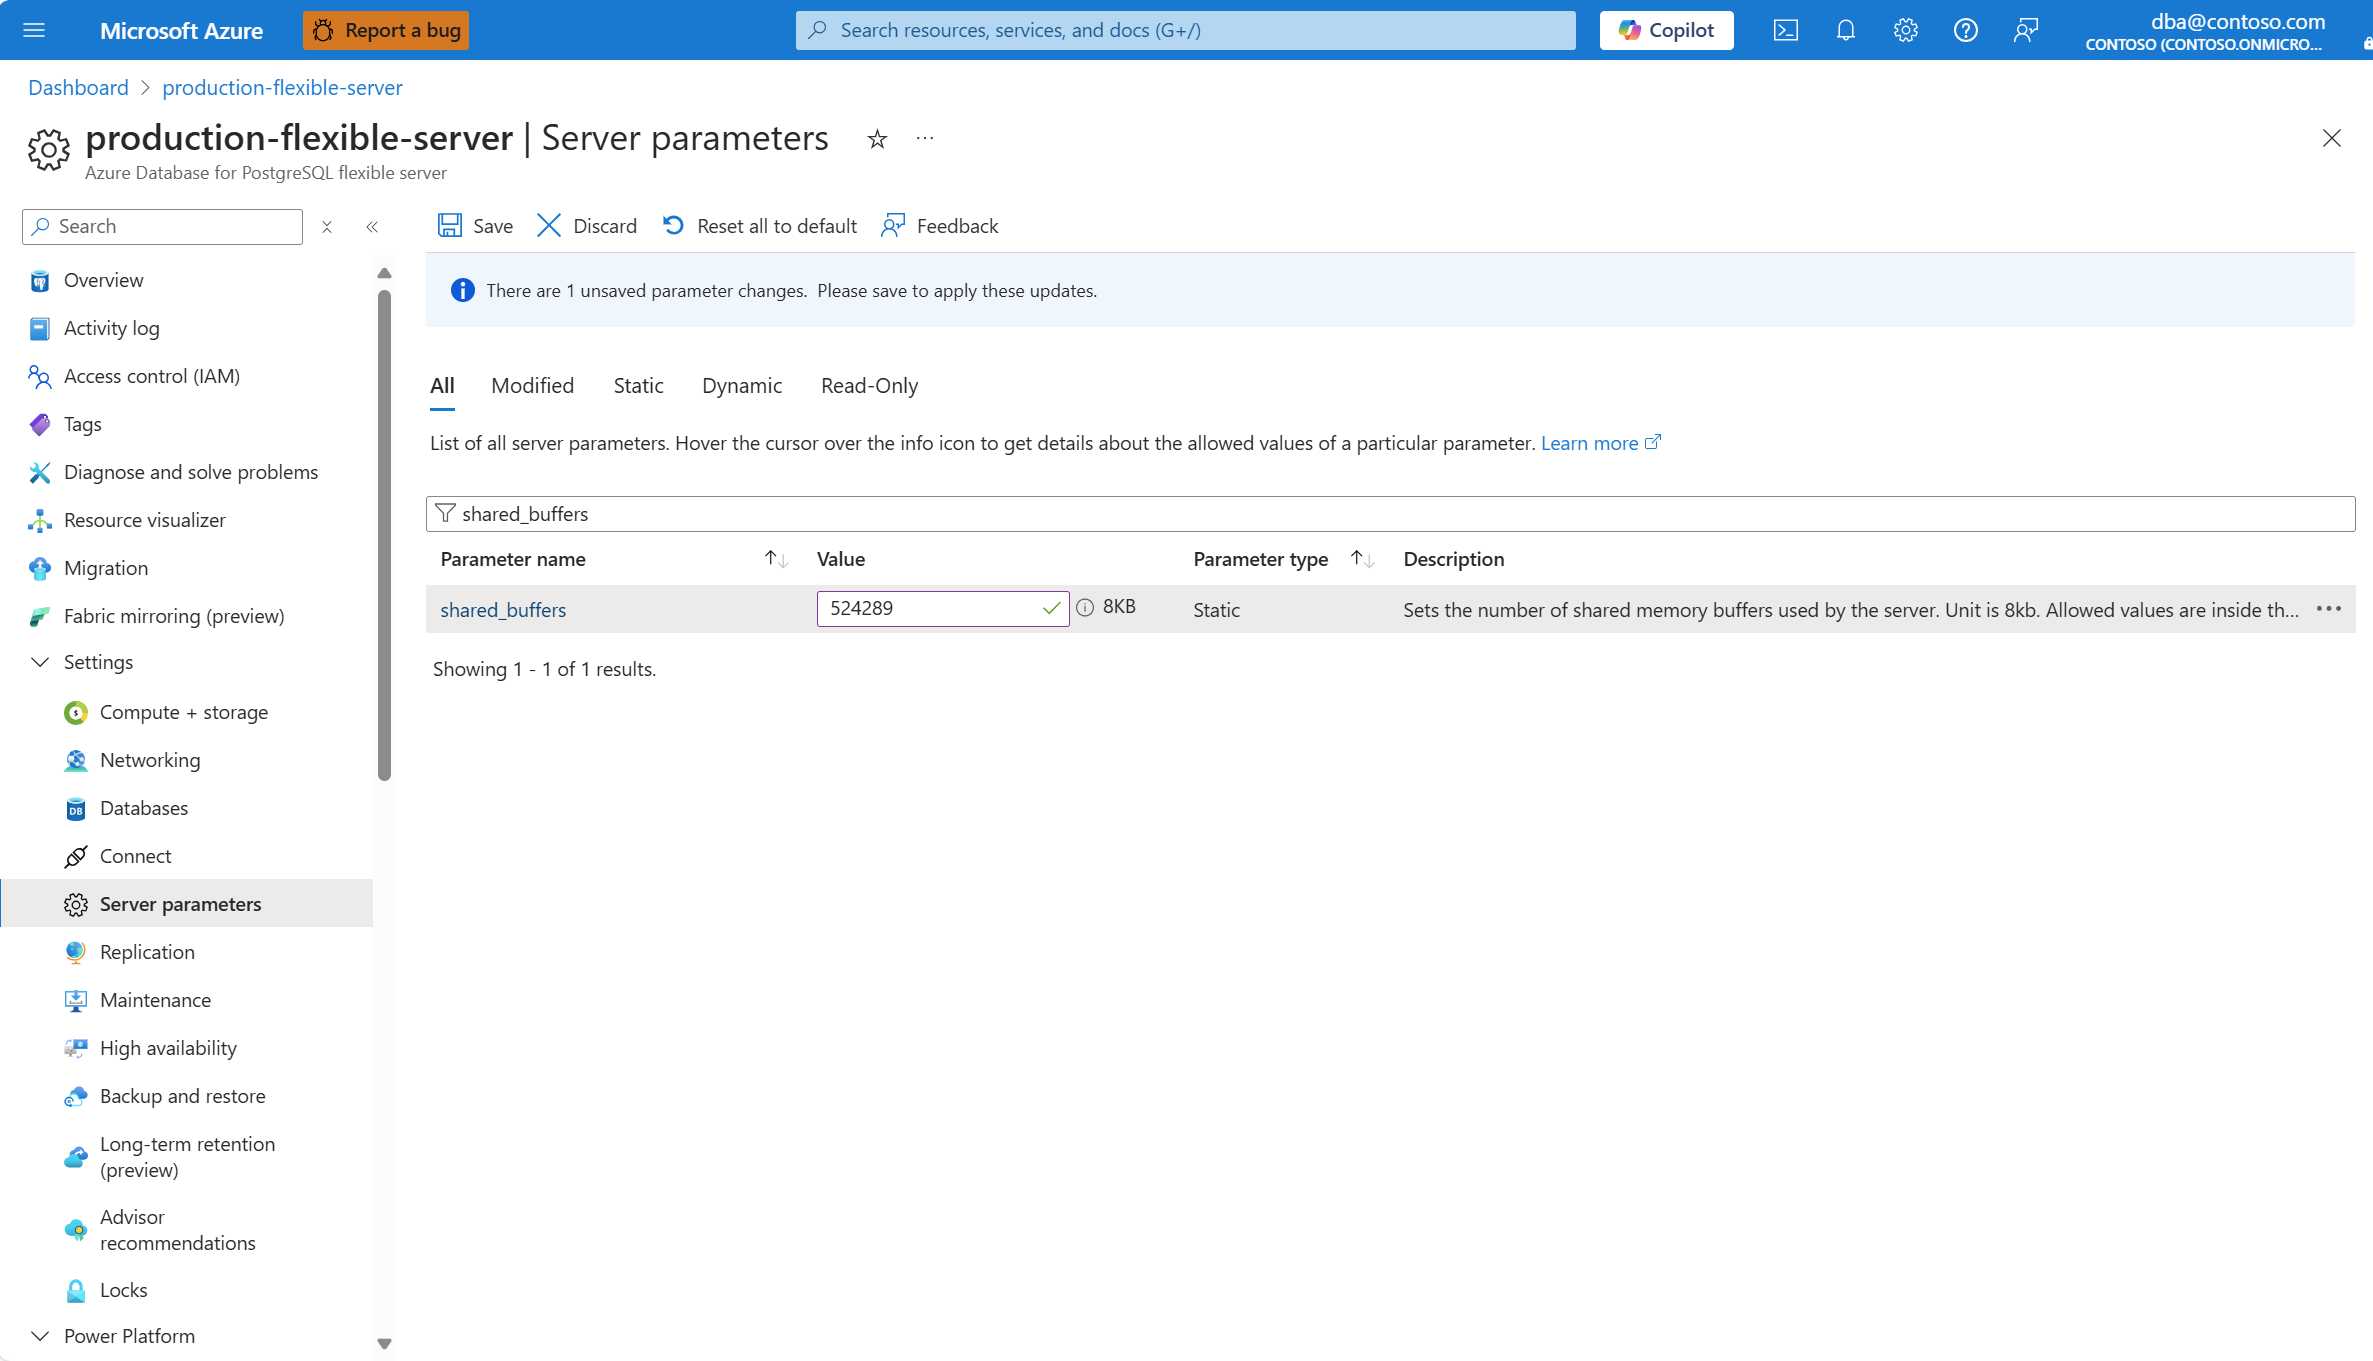 Microsoft Azure
Report a bug
Search resources, services, and docs (G+/)
Copilot
dba@contoso.com
CONTOSO (CONTOSO.ONMICRO...
Dashboard > production-flexible-server
production-flexible-server | Server parameters
Azure Database for PostgreSQL flexible server
Search
Overview
Activity log
Access control (IAM)
Tags
Diagnose and solve problems
Resource visualizer
Migration
Fabric mirroring (preview)
Settings
Compute + storage
Networking
Databases
Connect
Server parameters
Replication
Maintenance
High availability
Backup and restore
Long-term retention
(preview)
Advisor
recommendations
Locks
Power Platform
Save Discard Reset all to default Feedback
There are 1 unsaved parameter changes. Please save to apply these updates.
All Modified Static Dynamic Read-Only
List of all server parameters. Hover the cursor over the info icon to get details about the allowed values of a particular parameter. Learn more
shared_buffers
Parameter name Value Parameter type Description
shared_buffers 524289 8KB Static Sets the number of shared memory buffers used by the server. Unit is 8kb. Allowed values are inside th...
Showing 1 - 1 of 1 results.